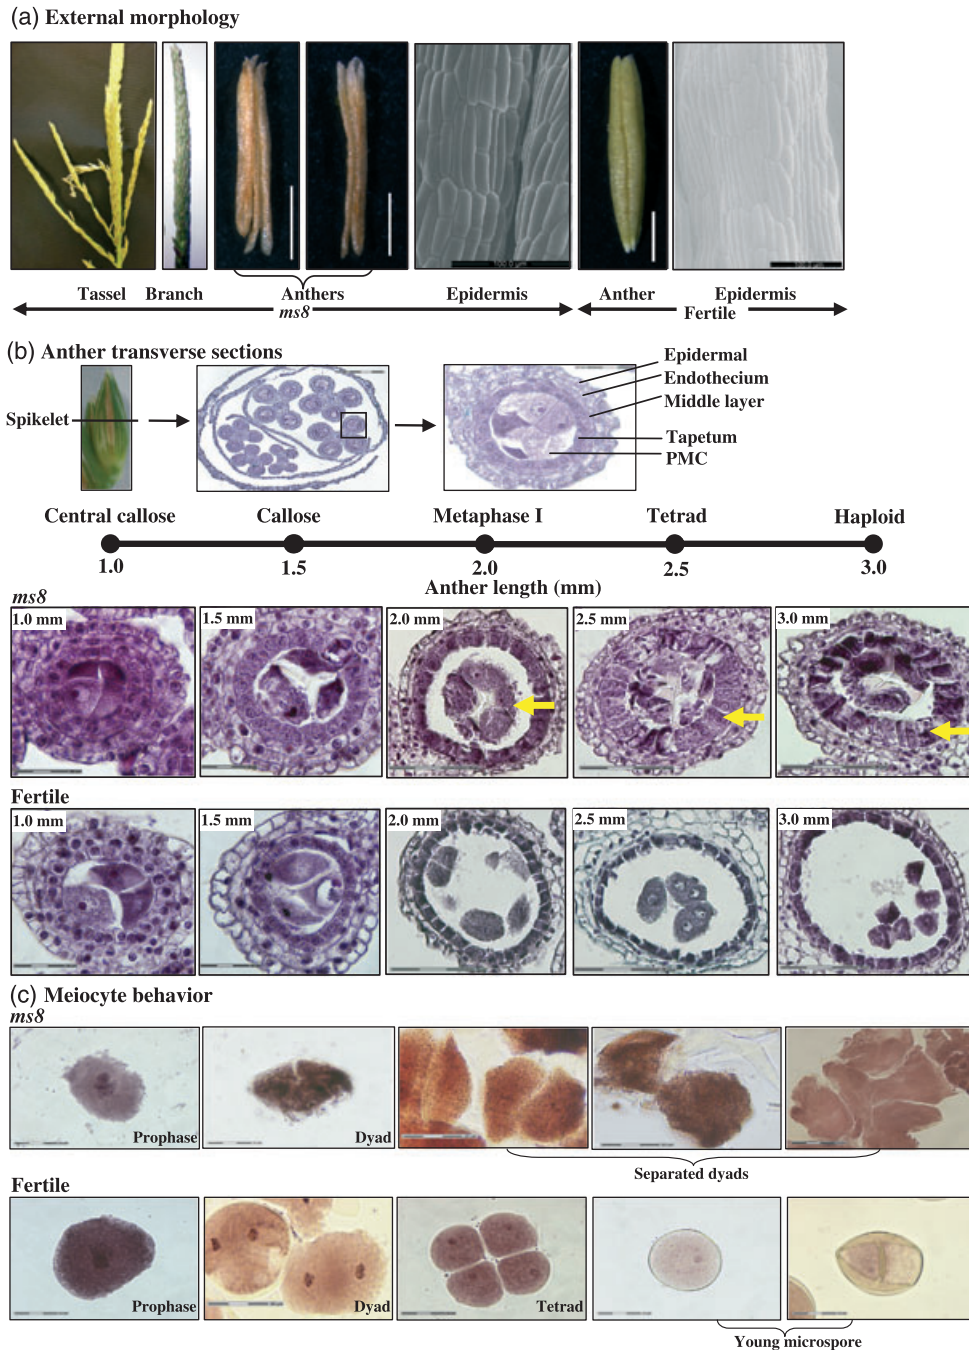 (a) External morphology
Tassel Branch Anthers Epidermis Anther Epidermis
ms8 Fertile
(b) Anther transverse sections
Spikelet
Epidermal
Endothecium
Middle layer
Tapetum
PMC
Central callose Callose Metaphase I Tetrad Haploid
1.0 1.5 2.0 2.5 3.0
Anther length (mm)
ms8
1.0 mm 1.5 mm 2.0 mm 2.5 mm 3.0 mm
Fertile
1.0 mm 1.5 mm 2.0 mm 2.5 mm 3.0 mm
(c) Meiocyte behavior
ms8
Prophase Dyad
Separated dyads
Fertile
Prophase Dyad Tetrad
Young microspore